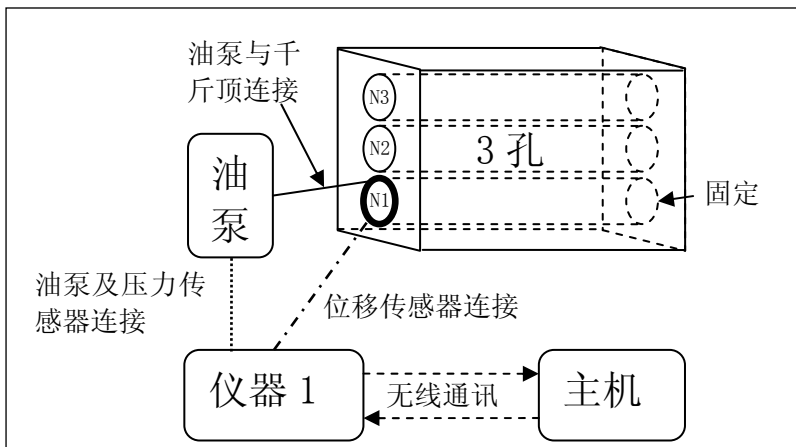 油泵与千
斤顶连接
N3
N2
3孔
油
泵
N1
固定
油泵及压力传
感器连接
位移传感器连接
仪器1
无线通讯
主机